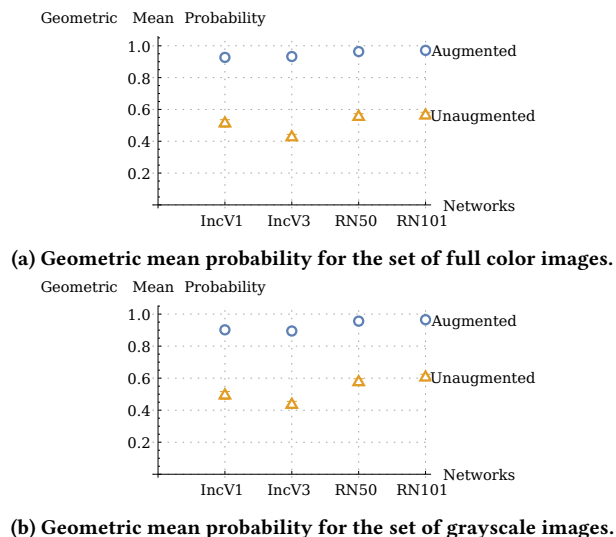 Geometric Mean Probability
1.0
Augmented
0.8
0.6
Unaugmented
0.4
0.2
Networks
IncV1 IncV3 RN50 RN101
(a) Geometric mean probability for the set of full color images.
Geometric Mean Probability
1.0
Augmented
0.8
0.6
Unaugmented
0.4
0.2
Networks
IncV1 IncV3 RN50 RN101
(b) Geometric mean probability for the set of grayscale images.